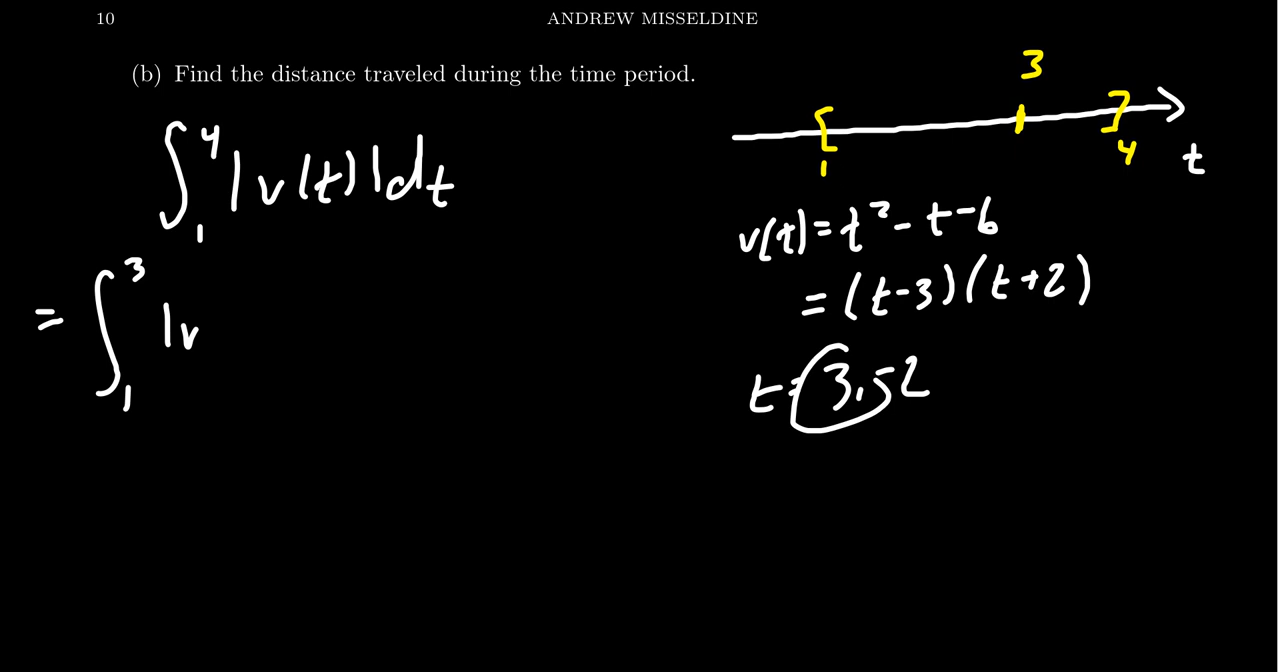 10 ANDREW MISSELDINE
(b) Find the distance traveled during the time period.
∫₁⁴ |v(t)|dt
= ∫₁³ |v
3
[ ]
1 4 t
v(t) = t² - t - 6
= (t-3)(t+2)
t = 3, -2